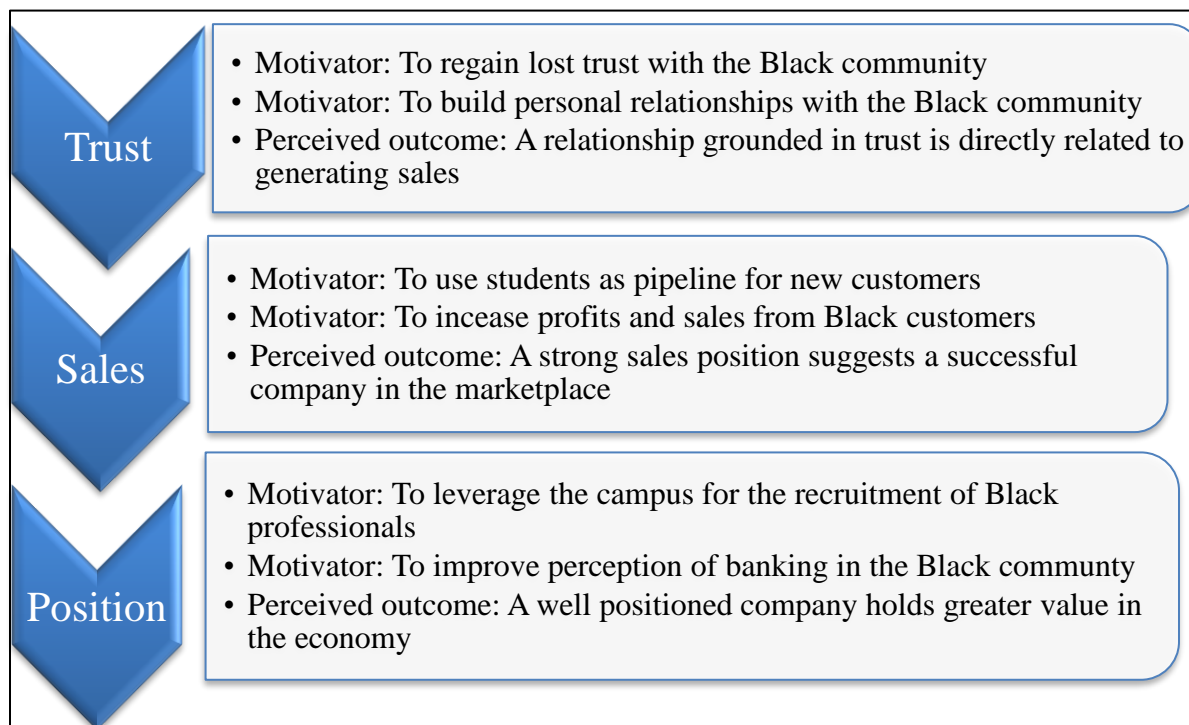 Trust
• Motivator: To regain lost trust with the Black community
• Motivator: To build personal relationships with the Black community
• Perceived outcome: A relationship grounded in trust is directly related to
generating sales
Sales
• Motivator: To use students as pipeline for new customers
• Motivator: To incease profits and sales from Black customers
• Perceived outcome: A strong sales position suggests a successful
company in the marketplace
Position
• Motivator: To leverage the campus for the recruitment of Black
professionals
• Motivator: To improve perception of banking in the Black communty
• Perceived outcome: A well positioned company holds greater value in
the economy